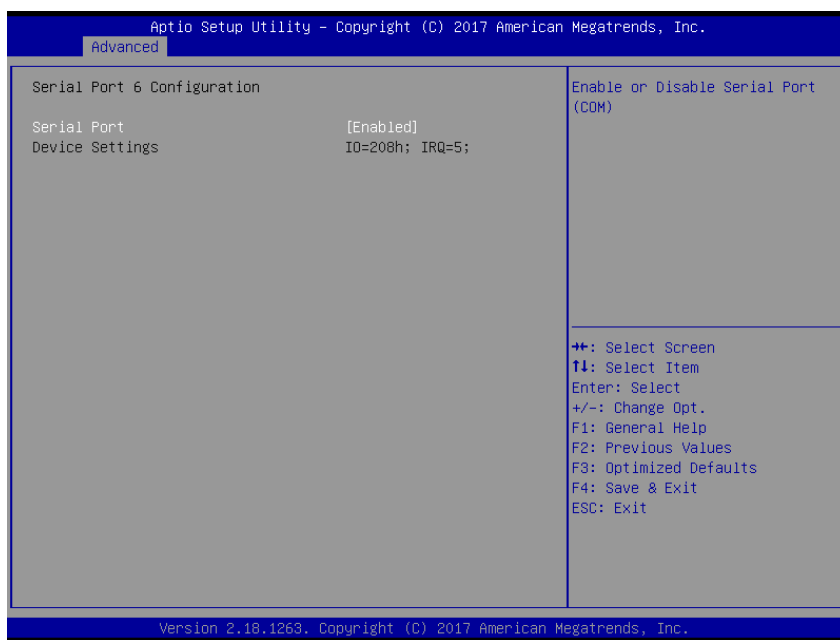 Aptio Setup Utility – Copyright (C) 2017 American Megatrends, Inc.
Advanced
Serial Port 6 Configuration
Serial Port [Enabled]
Device Settings IO=208h; IRQ=5;
Enable or Disable Serial Port
(COM)
→←: Select Screen
↑↓: Select Item
Enter: Select
+/-: Change Opt.
F1: General Help
F2: Previous Values
F3: Optimized Defaults
F4: Save & Exit
ESC: Exit
Version 2.18.1263. Copyright (C) 2017 American Megatrends, Inc.